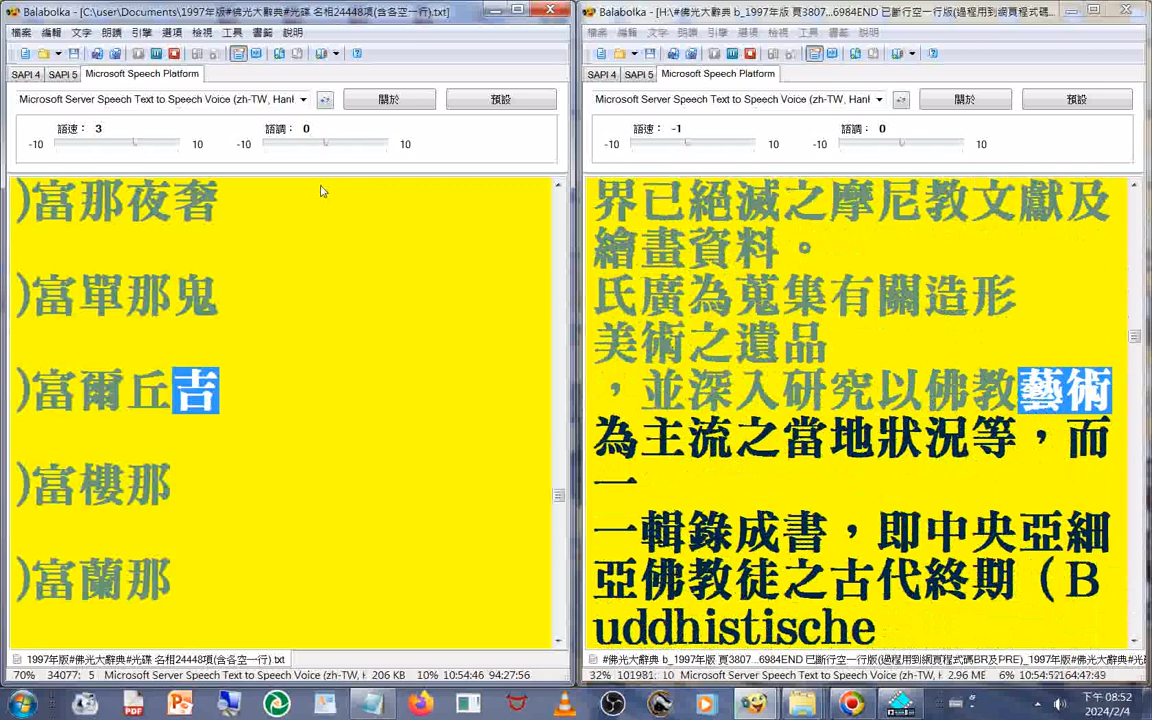 Balabolka - [C:\user\Documents\1997年版#佛光大辭典#光碟 名相24448項(含各空一行).txt]
檔案 編輯 文字 朗讀 引擎 選項 檢視 工具 書籤 說明
SAPI 4 SAPI 5 Microsoft Speech Platform
Microsoft Server Speech Text to Speech Voice (zh-TW, Hanl
關於
預設
語速： 3
語調： 0
-10 10 -10 10
)富那夜奢
)富單那鬼
)富爾丘吉
)富樓那
)富蘭那
1997年版#佛光大辭典#光碟 名相24448項(含各空一行).txt
70% 34077: 5 Microsoft Server Speech Text to Speech Voice (zh-TW, 206 KB 10% 10:54:46 94:27:56
Balabolka - [H:\#佛光大辭典 b_1997年版 頁3807...6984END 已斷行空一行版(過程用到網頁程式碼...
檔案 編輯 文字 朗讀 引擎 選項 檢視 工具 書籤 說明
SAPI 4 SAPI 5 Microsoft Speech Platform
Microsoft Server Speech Text to Speech Voice (zh-TW, Hanl
關於
預設
語速： -1
語調： 0
-10 10 -10 10
界已絕滅之摩尼教文獻及
繪畫資料。
氏廣為蒐集有關造形
美術之遺品
，並深入研究以佛教藝術
為主流之當地狀況等，而
一
一輯錄成書，即中央亞細
亞佛教徒之古代終期（B
uddhistische
#佛光大辭典 b_1997年版 頁3807...6984END 已斷行空一行版(過程用到網頁程式碼BR及PRE)_1997年版#光
32% 101981: 10 Microsoft Server Speech Text to Speech Voice (zh-TW, 2.96 MB 6% 10:54:52 164:47:49
下午 08:52
2024/2/4